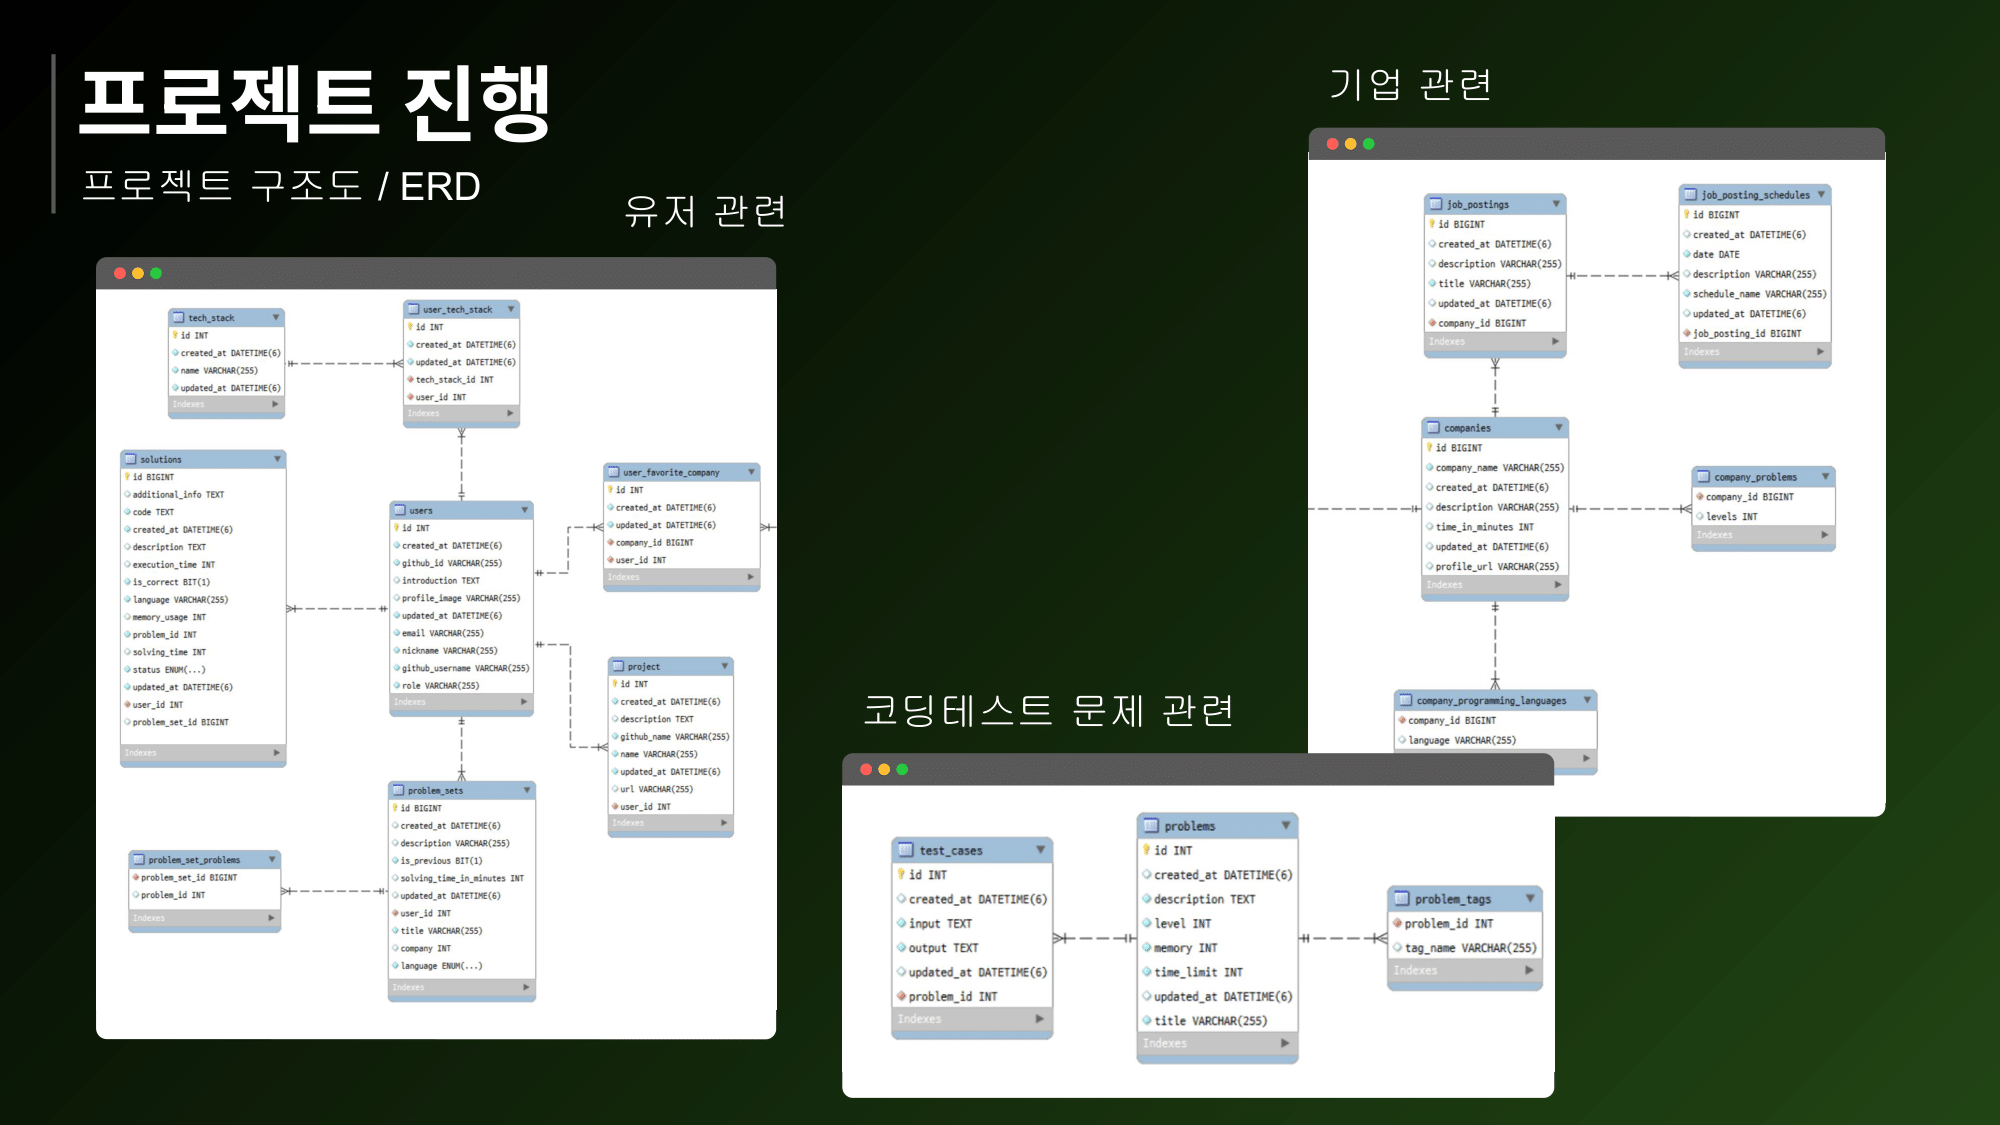 프로젝트 진행
프로젝트 구조도 / ERD
유저 관련
tech_stack
id INT
created_at DATETIME(6)
name VARCHAR(255)
updated_at DATETIME(6)
Indexes
user_tech_stack
id INT
created_at DATETIME(6)
updated_at DATETIME(6)
tech_stack_id INT
user_id INT
Indexes
solutions
id BIGINT
additional_info TEXT
code TEXT
created_at DATETIME(6)
description TEXT
execution_time INT
is_correct BIT(1)
language VARCHAR(255)
memory_usage INT
problem_id INT
solving_time INT
status ENUM(...)
updated_at DATETIME(6)
user_id INT
problem_set_id BIGINT
Indexes
users
id INT
created_at DATETIME(6)
github_id VARCHAR(255)
introduction TEXT
profile_image VARCHAR(255)
updated_at DATETIME(6)
email VARCHAR(255)
nickname VARCHAR(255)
github_username VARCHAR(255)
role VARCHAR(255)
Indexes
user_favorite_company
id INT
created_at DATETIME(6)
updated_at DATETIME(6)
company_id BIGINT
user_id INT
Indexes
project
id INT
created_at DATETIME(6)
description TEXT
github_name VARCHAR(255)
name VARCHAR(255)
updated_at DATETIME(6)
url VARCHAR(255)
user_id INT
Indexes
problem_sets
id BIGINT
created_at DATETIME(6)
description VARCHAR(255)
is_previous BIT(1)
solving_time_in_minutes INT
updated_at DATETIME(6)
user_id INT
title VARCHAR(255)
company INT
language ENUM(...)
Indexes
problem_set_problems
problem_set_id BIGINT
problem_id INT
Indexes
기업 관련
job_postings
id BIGINT
created_at DATETIME(6)
description VARCHAR(255)
title VARCHAR(255)
updated_at DATETIME(6)
company_id BIGINT
Indexes
job_posting_schedules
id BIGINT
created_at DATETIME(6)
date DATE
description VARCHAR(255)
schedule_name VARCHAR(255)
updated_at DATETIME(6)
job_posting_id BIGINT
Indexes
companies
id BIGINT
company_name VARCHAR(255)
created_at DATETIME(6)
description VARCHAR(255)
time_in_minutes INT
updated_at DATETIME(6)
profile_url VARCHAR(255)
Indexes
company_problems
company_id BIGINT
levels INT
Indexes
company_programming_languages
company_id BIGINT
language VARCHAR(255)
코딩테스트 문제 관련
test_cases
id INT
created_at DATETIME(6)
input TEXT
output TEXT
updated_at DATETIME(6)
problem_id INT
Indexes
problems
id INT
created_at DATETIME(6)
description TEXT
level INT
memory INT
time_limit INT
updated_at DATETIME(6)
title VARCHAR(255)
Indexes
problem_tags
problem_id INT
tag_name VARCHAR(255)
Indexes